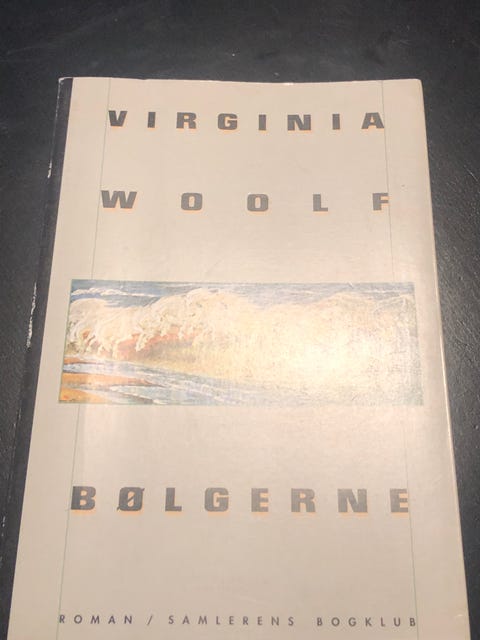 VIRGINIA
WOOLF
BØLGERNE
ROMAN / SAMLERENS BOGKLUB